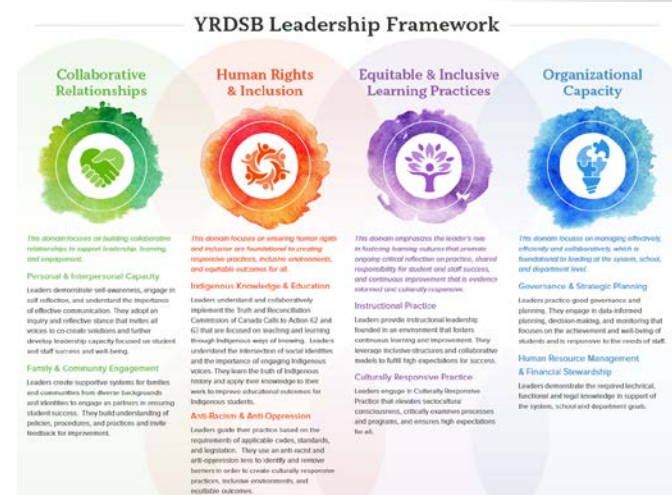 YRDSB Leadership Framework
Collaborative
Relationships
This domain focuses on building collaborative
relationships to support leadership, learning,
and engagement.
Personal & Interpersonal Capacity
Leaders demonstrate self-awareness, engage in
self reflection, and understand the importance
of effective communication. They adopt an
inquiry and reflective stance that invites all
voices to co-create solutions and further
develop leadership capacity focused on student
and staff success and well-being.
Family & Community Engagement
Leaders create supportive systems for families
and communities from diverse backgrounds
and identities to engage as partners in ensuring
student success. They build understanding of
policies, procedures, and practices and invite
feedback for improvement.
Human Rights
& Inclusion
This domain focuses on ensuring human rights
and inclusion are foundational to creating
responsive practices, inclusive environments,
and equitable outcomes for all.
Indigenous Knowledge & Education
Leaders understand and collaboratively
implement the Truth and Reconciliation
Commission of Canada Calls to Action 62 and
63 that are focused on teaching and learning
through Indigenous ways of knowing. Leaders
understand the intersection of social identities
and the importance of engaging Indigenous
voices. They learn the truth of Indigenous
history and apply their knowledge to their
work to improve educational outcomes for
Indigenous students.
Anti-Racism & Anti-Oppression
Leaders guide their practice based on the
requirements of applicable codes, standards,
and legislation. They use an anti-racist and
anti-oppression lens to identify and remove
barriers in order to create culturally responsive
practices, inclusive environments, and
equitable outcomes.
Equitable & Inclusive
Learning Practices
This domain emphasizes the leader's role
in fostering learning cultures that promote
ongoing critical reflection on practice, shared
responsibility for student and staff success,
and continuous improvement that is evidence
informed and culturally responsive.
Instructional Practice
Leaders provide instructional leadership
founded in an environment that fosters
continuous learning and improvement. They
leverage inclusive structures and collaborative
models to fulfill high expectations for success.
Culturally Responsive Practice
Leaders engage in Culturally Responsive
Practice that elevates sociocultural
consciousness, critically examines processes
and programs, and ensures high expectations
for all.
Organizational
Capacity
This domain focuses on managing effectively,
efficiently and collaboratively, which is
foundational to leading at the system, school,
and department level.
Governance & Strategic Planning
Leaders practice good governance and
planning. They engage in data-informed
planning, decision-making, and monitoring that
focuses on the achievement and well-being of
students and is responsive to the needs of staff.
Human Resource Management
& Financial Stewardship
Leaders demonstrate the required technical,
functional and legal knowledge in support of
the system, school and department goals.